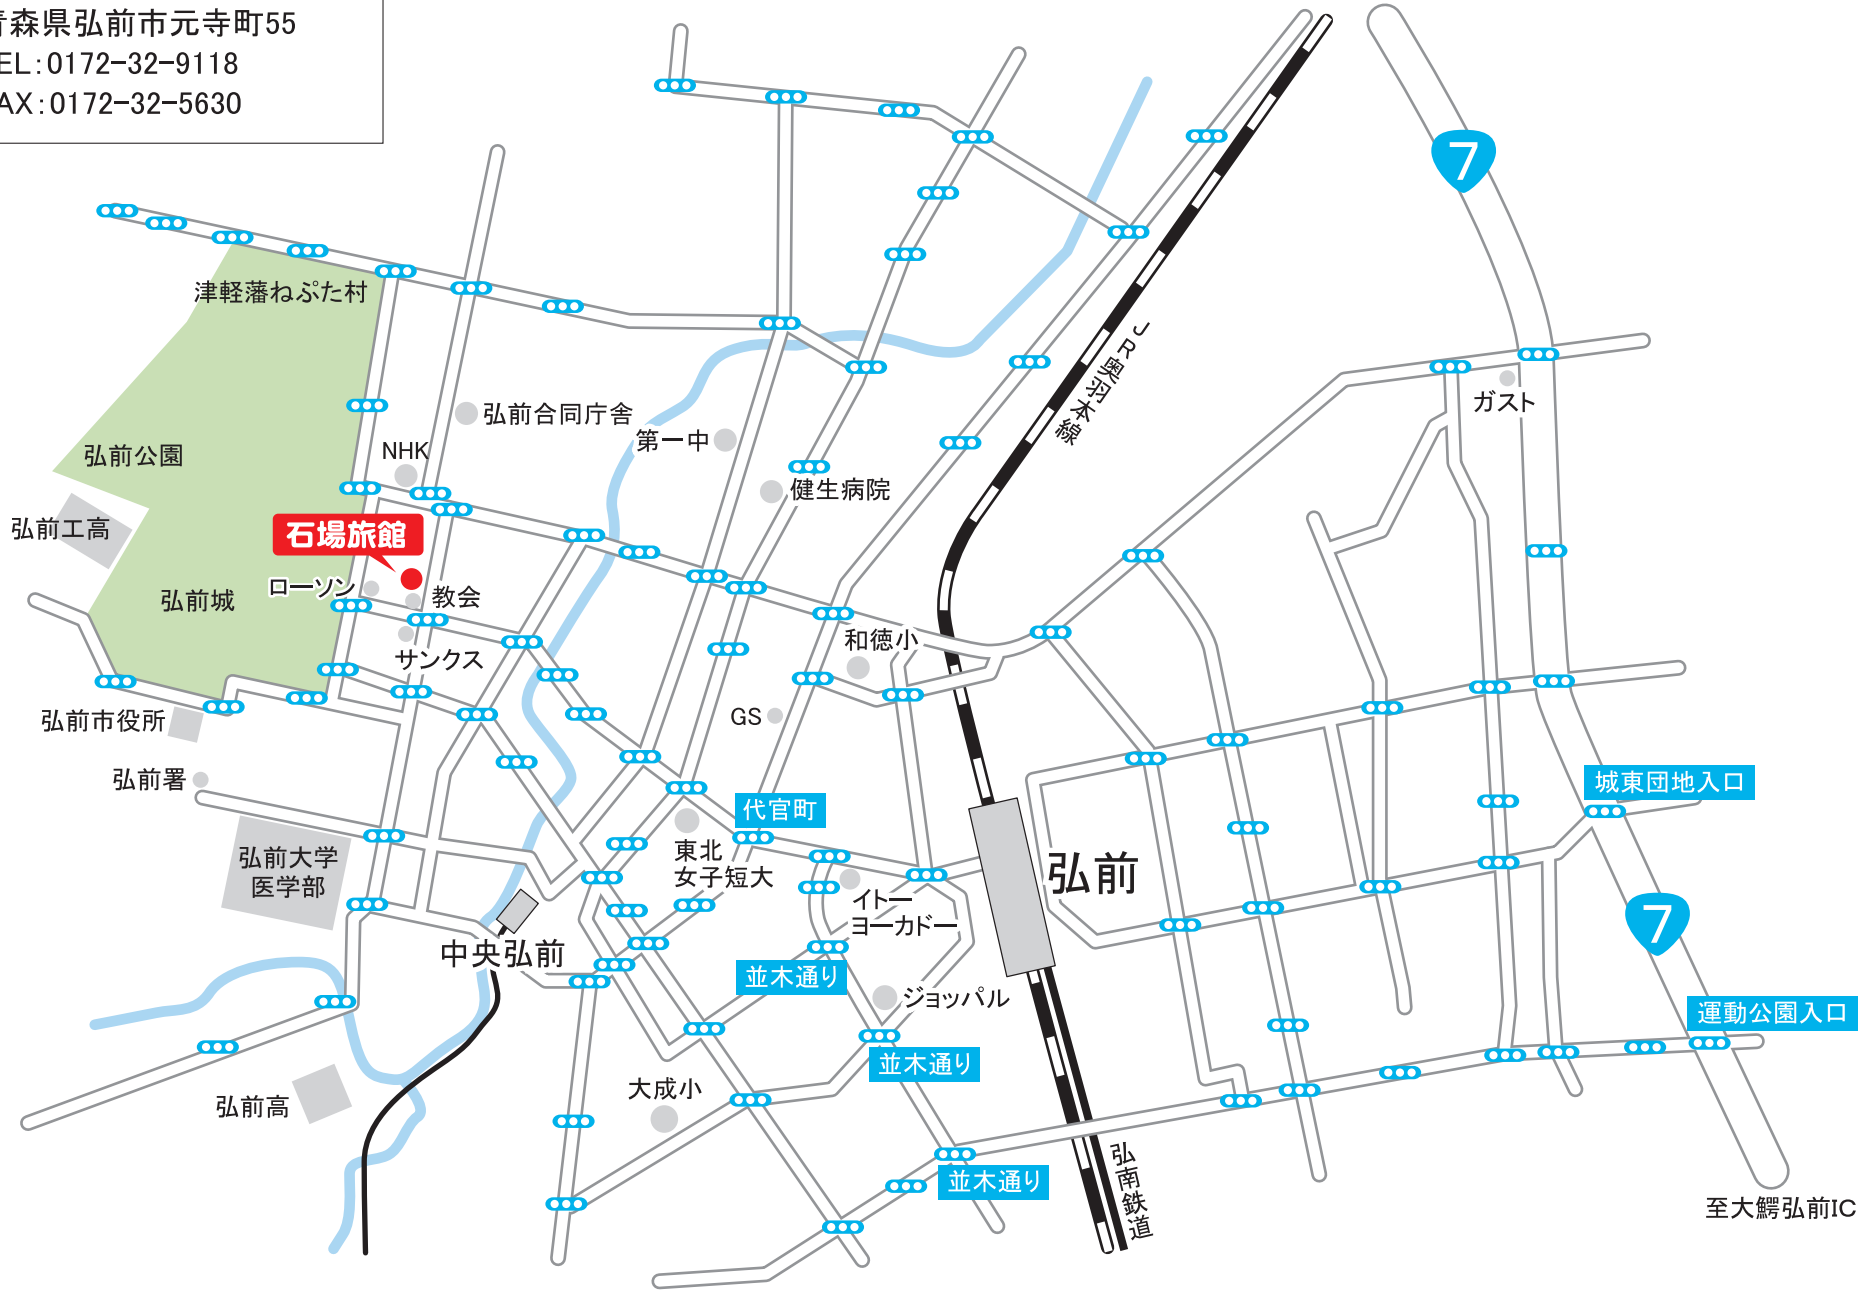 青森県弘前市元寺町55
EL:0172-32-9118
AX:0172-32-5630
7
津軽藩ねぷた村
JR奥羽本線
ガスト
弘前合同庁舎
第一中
NHK
弘前公園
健生病院
弘前工高
石場旅館
ローソン
教会
弘前城
サンクス
和徳小
GS
弘前市役所
弘前署
城東団地入口
代官町
弘前大学
医学部
東北
女子短大
弘前
イトー
ヨーカドー
7
中央弘前
並木通り
ジョッパル
運動公園入口
並木通り
大成小
弘前高
並木通り
弘南鉄道
至大鰐弘前IC